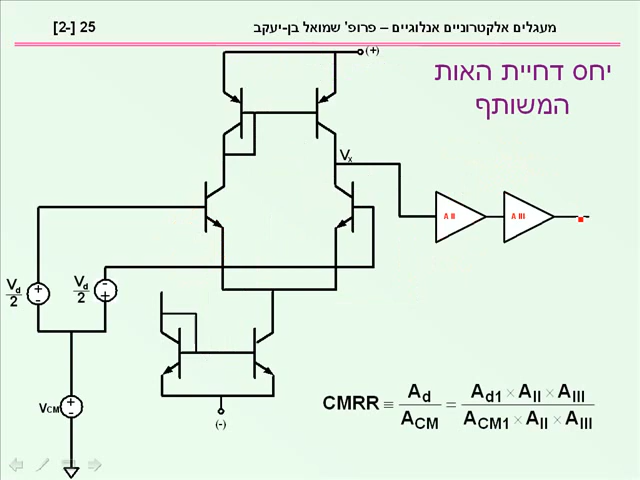 מעגלים אלקטרוניים אנלוגיים – פרופ' שמואל בן-יעקב
25 [-2]
יחס דחיית האות
המשותף
(+)
Vx
A II
A III
Vd
2
+
-
Vd
2
-
+
VCM
+
-
(-)
CMRR ≡ Ad / ACM = Ad1 × AII × AIII / ACM1 × AII × AIII